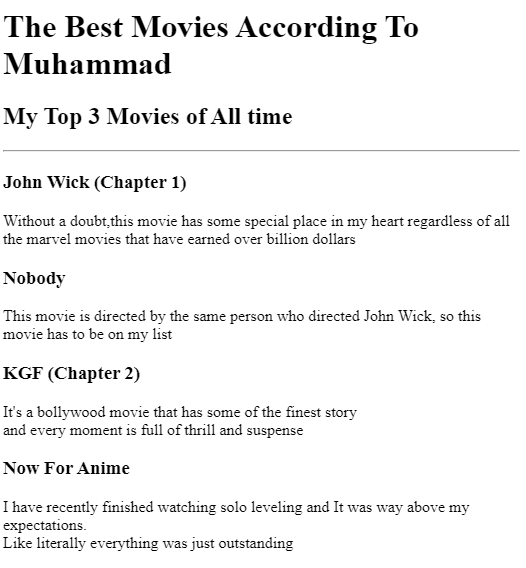 The Best Movies According To
Muhammad
My Top 3 Movies of All time
John Wick (Chapter 1)
Without a doubt,this movie has some special place in my heart regardless of all
the marvel movies that have earned over billion dollars
Nobody
This movie is directed by the same person who directed John Wick, so this
movie has to be on my list
KGF (Chapter 2)
It's a bollywood movie that has some of the finest story
and every moment is full of thrill and suspense
Now For Anime
I have recently finished watching solo leveling and It was way above my
expectations.
Like literally everything was just outstanding